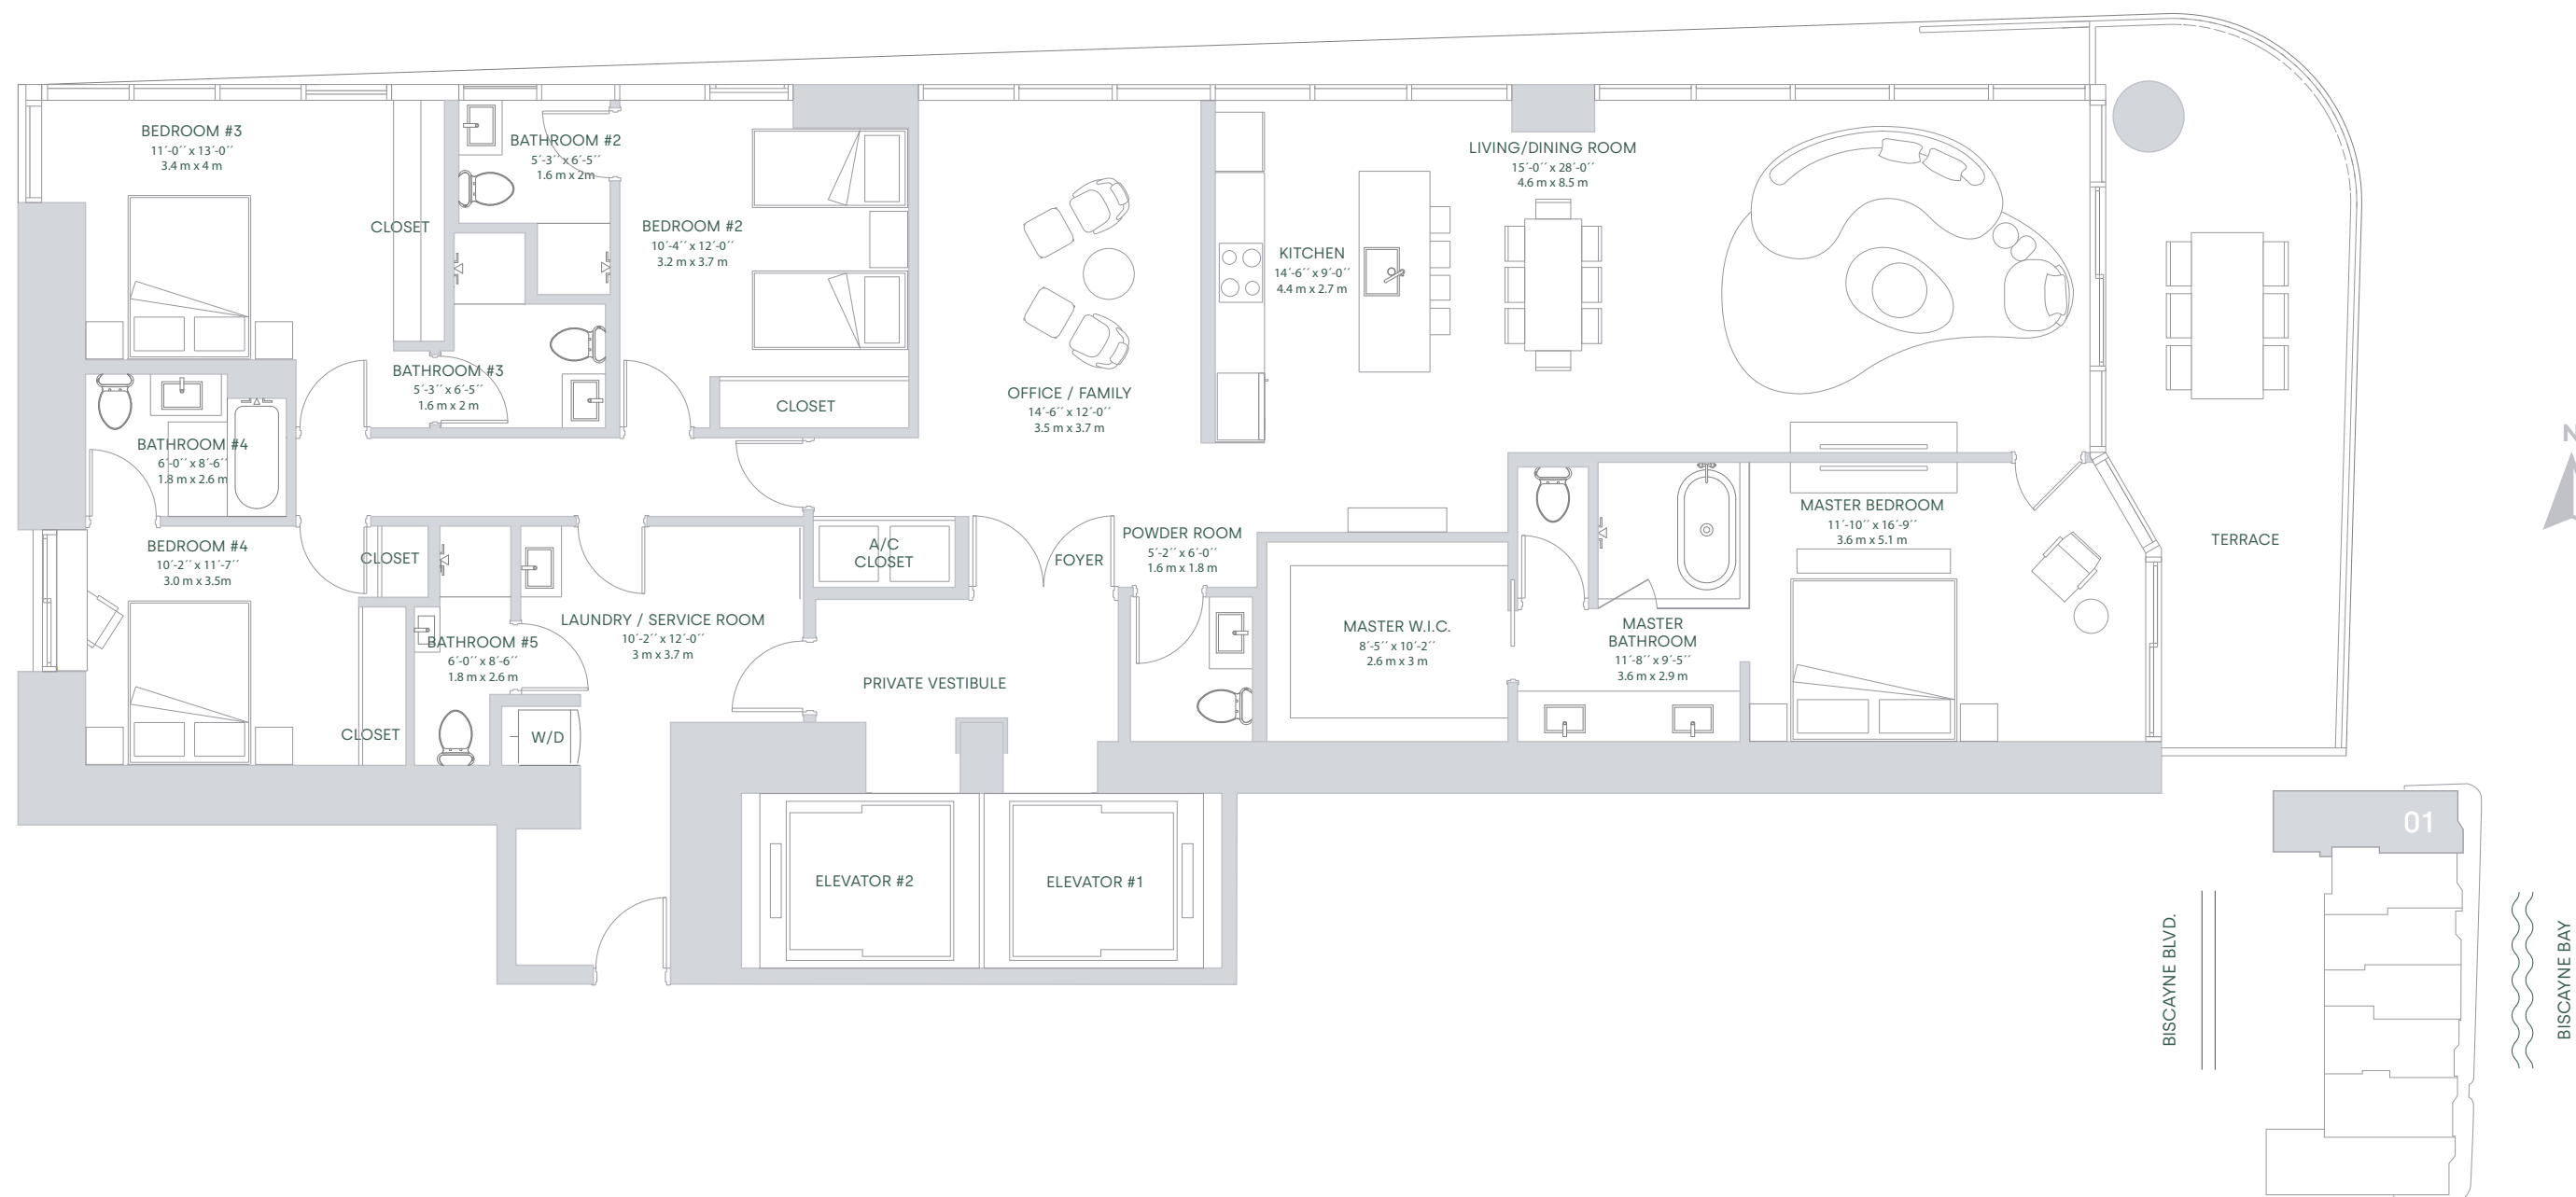 BEDROOM #3
11´-0´´ x 13´-0´´
3.4 m x 4 m
CLOSET
BATHROOM #2
5´-3´´ x 6´-5´´
1.6 m x 2m
BEDROOM #2
10´-4´´ x 12´-0´´
3.2 m x 3.7 m
CLOSET
BATHROOM #3
5´-3´´ x 6´-5´´
1.6 m x 2 m
OFFICE / FAMILY
14´-6´´ x 12´-0´´
3.5 m x 3.7 m
KITCHEN
14´-6´´ x 9´-0´´
4.4 m x 2.7 m
LIVING/DINING ROOM
15´-0´´ x 28´-0´´
4.6 m x 8.5 m
N
BATHROOM #4
6´-0´´ x 8´-6´´
1.8 m x 2.6 m
BEDROOM #4
10´-2´´ x 11´-7´´
3.0 m x 3.5m
CLOSET
CLOSET
BATHROOM #5
6´-0´´ x 8´-6´´
1.8 m x 2.6 m
W/D
LAUNDRY / SERVICE ROOM
10´-2´´ x 12´-0´´
3 m x 3.7 m
A/C
CLOSET
FOYER
POWDER ROOM
5´-2´´ x 6´-0´´
1.6 m x 1.8 m
PRIVATE VESTIBULE
MASTER W.I.C.
8´-5´´ x 10´-2´´
2.6 m x 3 m
MASTER
BATHROOM
11´-8´´ x 9´-5´´
3.6 m x 2.9 m
MASTER BEDROOM
11´-10´´ x 16´-9´´
3.6 m x 5.1 m
TERRACE
ELEVATOR #2
ELEVATOR #1
01
BISCAYNE BLVD.
BISCAYNE BAY